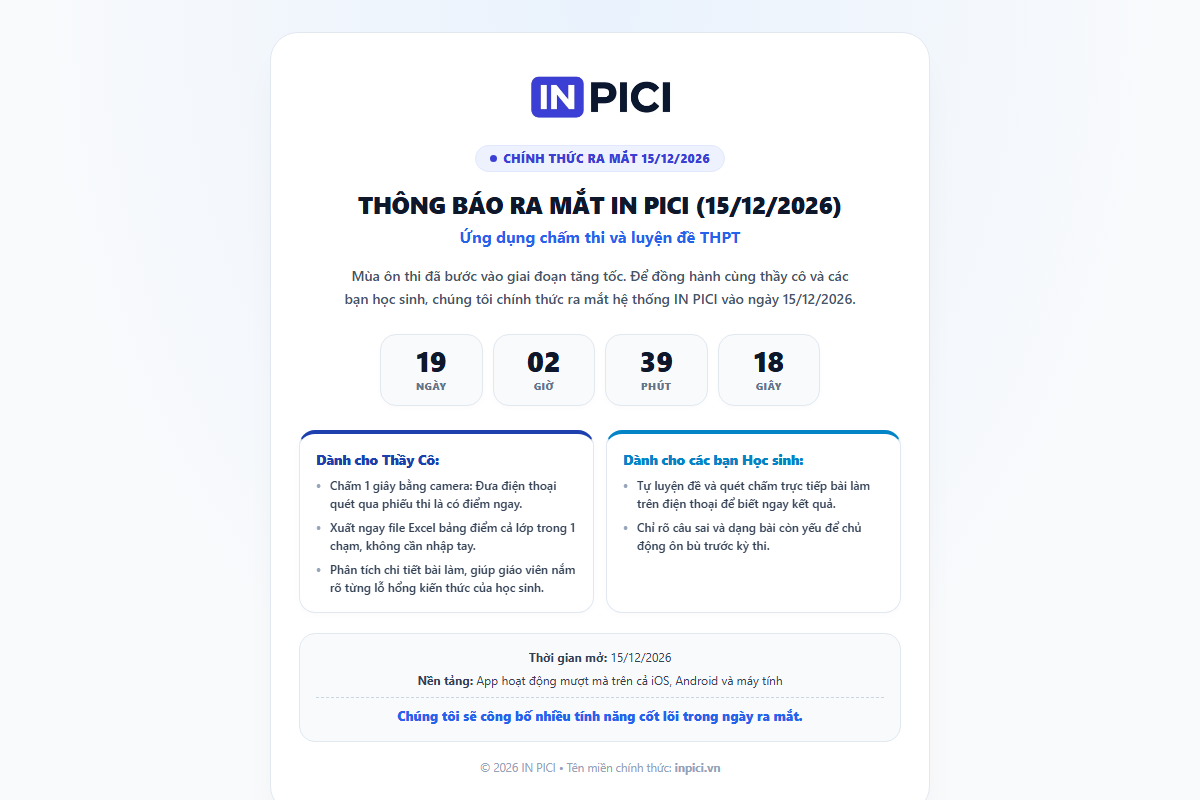 IN PICI
CHÍNH THỨC RA MẮT 15/12/2026
THÔNG BÁO RA MẮT IN PICI (15/12/2026)
Ứng dụng chấm thi và luyện đề THPT
Mùa ôn thi đã bước vào giai đoạn tăng tốc. Để đồng hành cùng thầy cô và các
bạn học sinh, chúng tôi chính thức ra mắt hệ thống IN PICI vào ngày 15/12/2026.
19
NGÀY
02
GIỜ
39
PHÚT
18
GIÂY
Dành cho Thầy Cô:
• Chấm 1 giây bằng camera: Đưa điện thoại
quét qua phiếu thi là có điểm ngay.
• Xuất ngay file Excel bảng điểm cả lớp trong 1
chạm, không cần nhập tay.
• Phân tích chi tiết bài làm, giúp giáo viên nắm
rõ từng lỗ hổng kiến thức của học sinh.
Dành cho các bạn Học sinh:
• Tự luyện đề và quét chấm trực tiếp bài làm
trên điện thoại để biết ngay kết quả.
• Chỉ rõ câu sai và dạng bài còn yếu để chủ
động ôn bù trước kỳ thi.
Thời gian mở: 15/12/2026
Nền tảng: App hoạt động mượt mà trên cả iOS, Android và máy tính
Chúng tôi sẽ công bố nhiều tính năng cốt lõi trong ngày ra mắt.
© 2026 IN PICI • Tên miền chính thức: inpici.vn